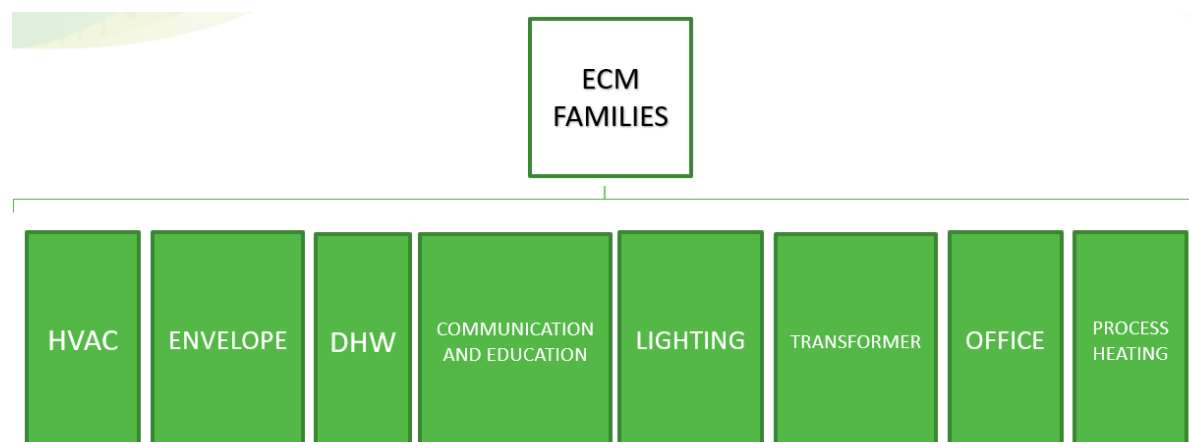 ECM
FAMILIES
HVAC
ENVELOPE
DHW
COMMUNICATION
AND EDUCATION
LIGHTING
TRANSFORMER
OFFICE
PROCESS
HEATING